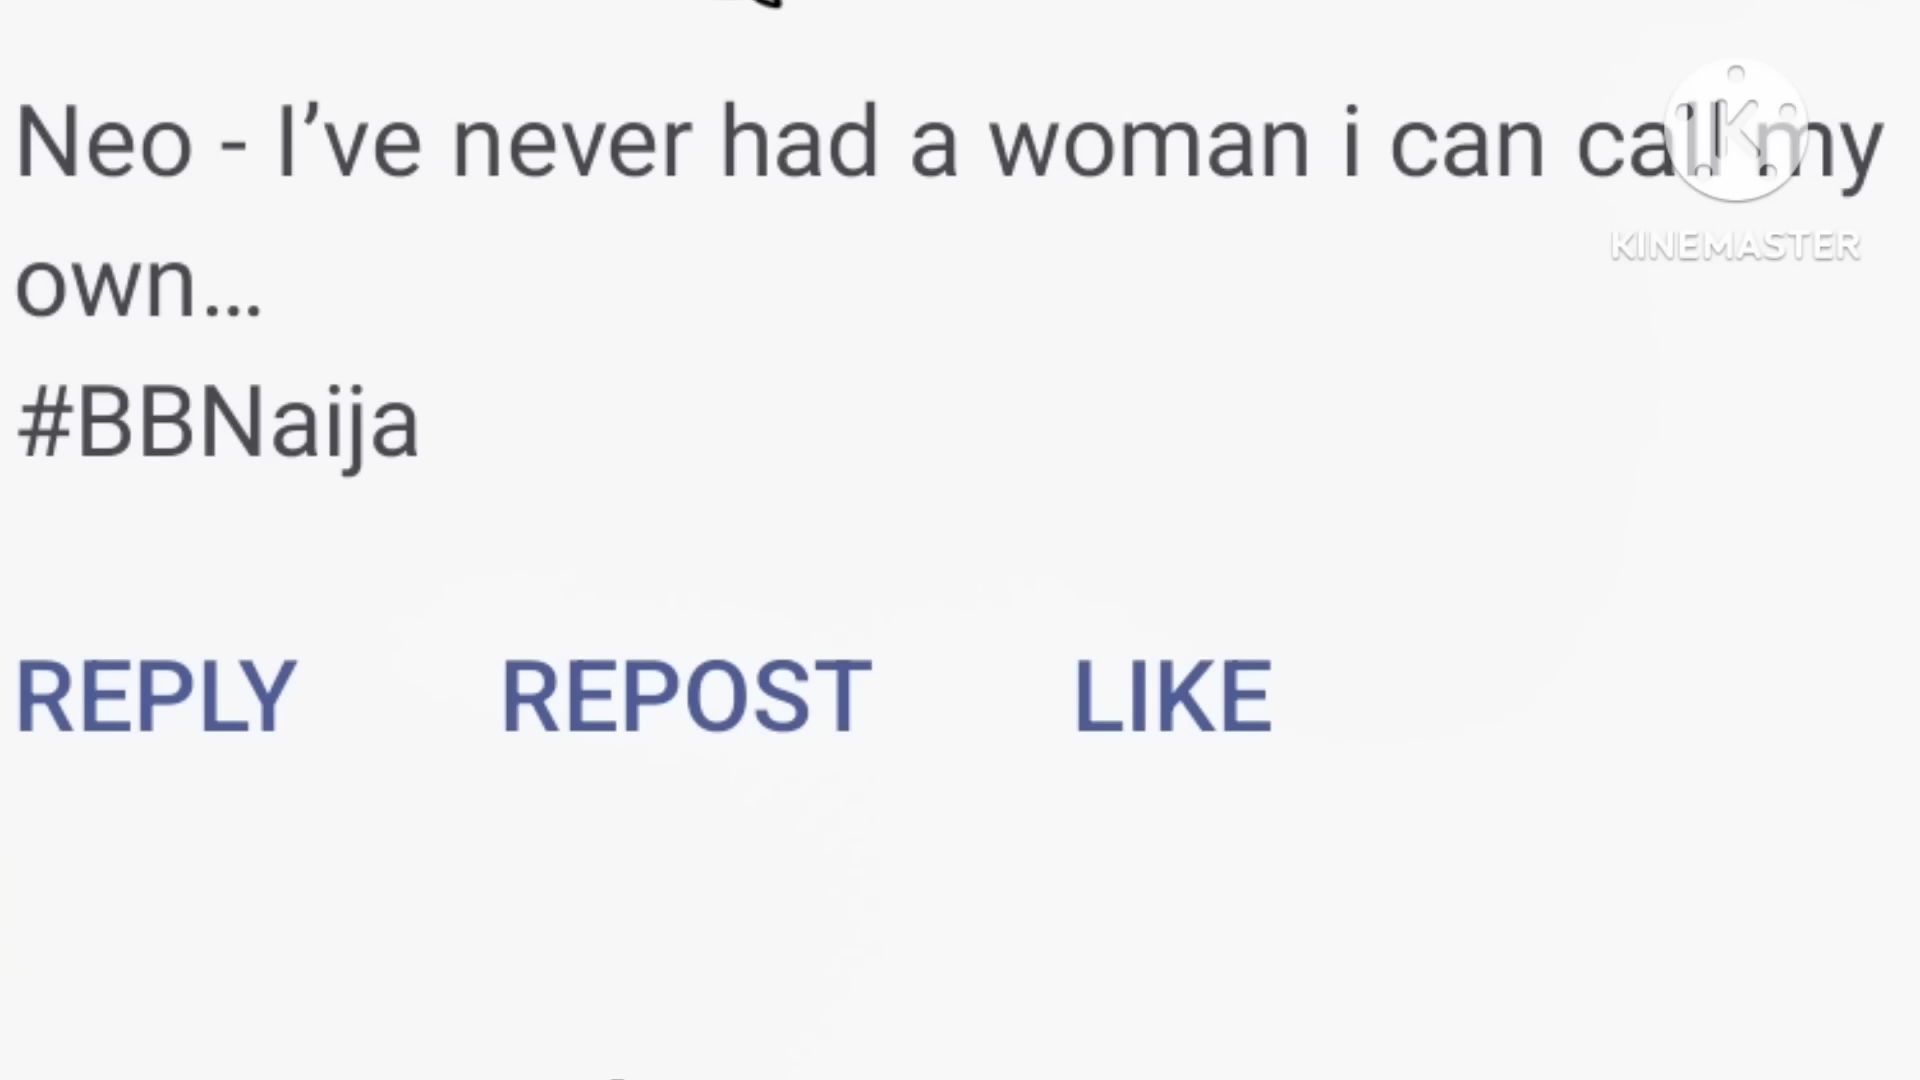 Neo - I’ve never had a woman i can call my
own...
#BBNaija
KINEMASTER
REPLY REPOST LIKE